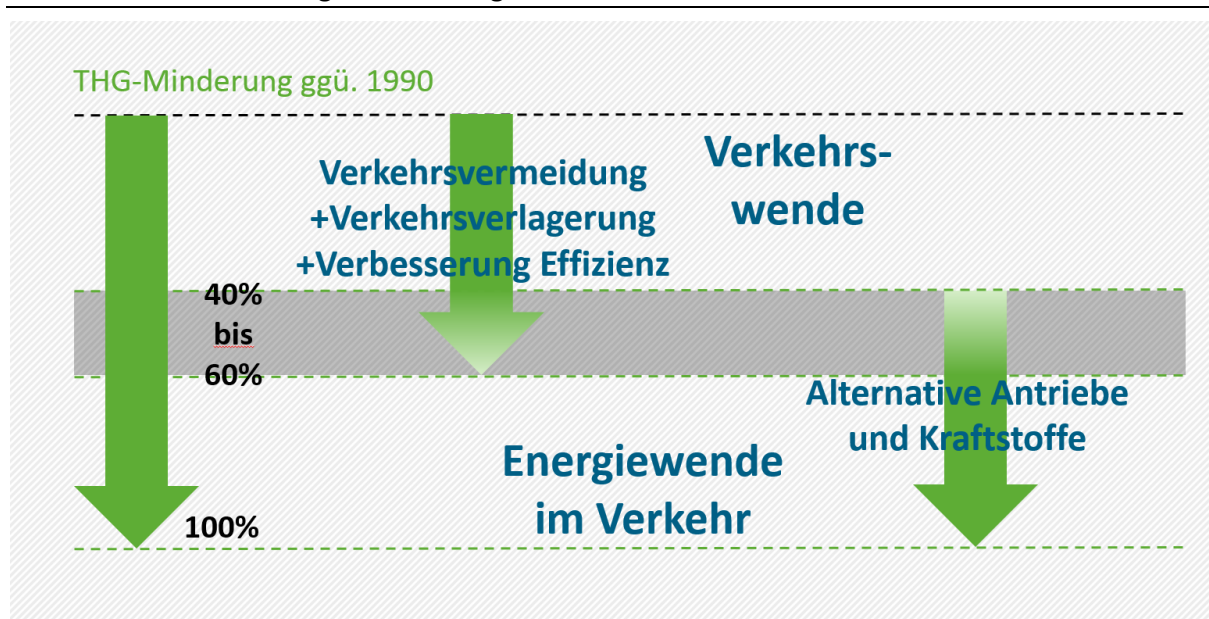 THG-Minderung ggü. 1990
Verkehrs-
wende
Verkehrsvermeidung
+Verkehrsverlagerung
+Verbesserung Effizienz
40%
bis
60%
Alternative Antriebe
und Kraftstoffe
Energiewende
im Verkehr
100%